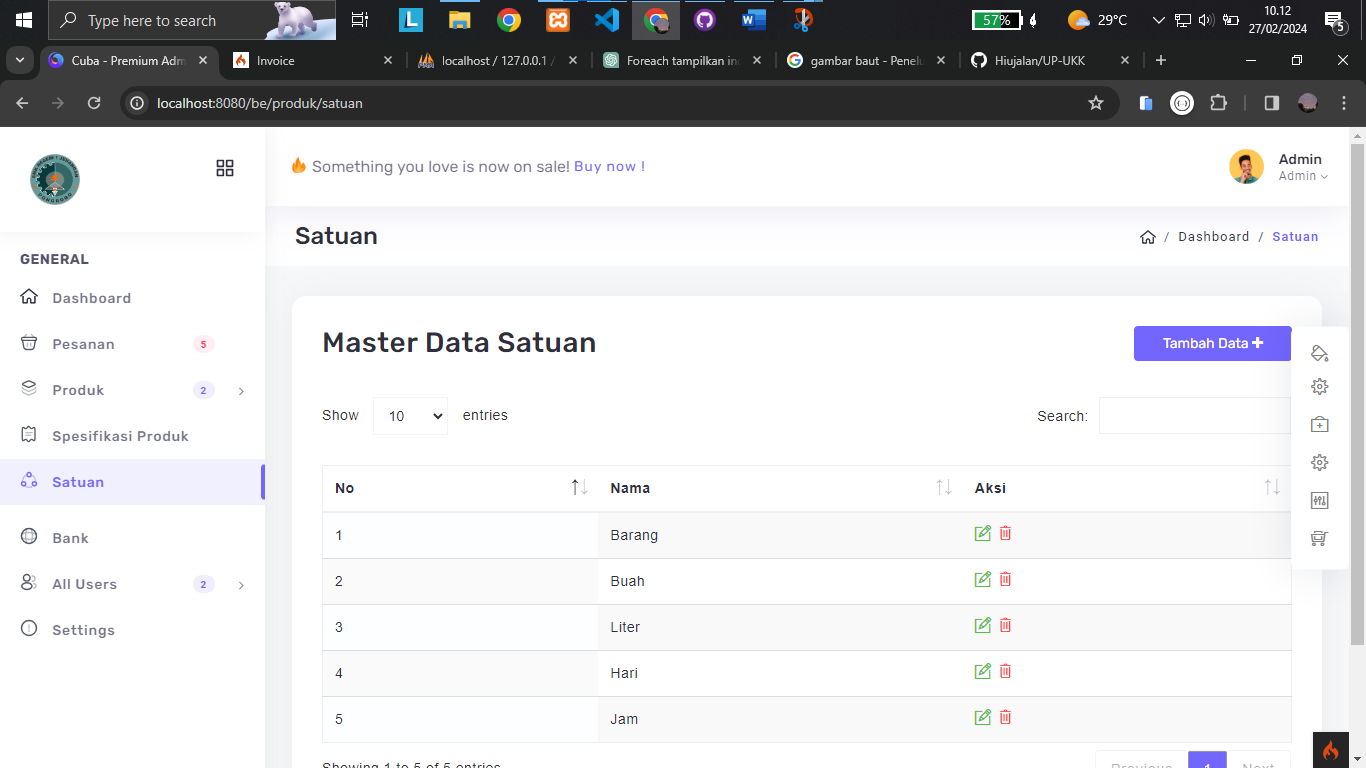 Type here to search
57%
29°C
10.12
27/02/2024
5
Cuba - Premium Adm
Invoice
localhost / 127.0.0.1 /
Foreach tampilkan in
gambar baut - Penelu
Hiujalan/UP-UKK
localhost:8080/be/produk/satuan
Something you love is now on sale! Buy now !
Admin
Admin
Satuan
/ Dashboard / Satuan
GENERAL
Dashboard
Pesanan 5
Produk 2
Spesifikasi Produk
Satuan
Bank
All Users 2
Settings
Master Data Satuan
Tambah Data
Show 10 entries
Search:
No Nama Aksi
1 Barang
2 Buah
3 Liter
4 Hari
5 Jam
Showing 1 to 5 of 5 entries
Previous 1 Next